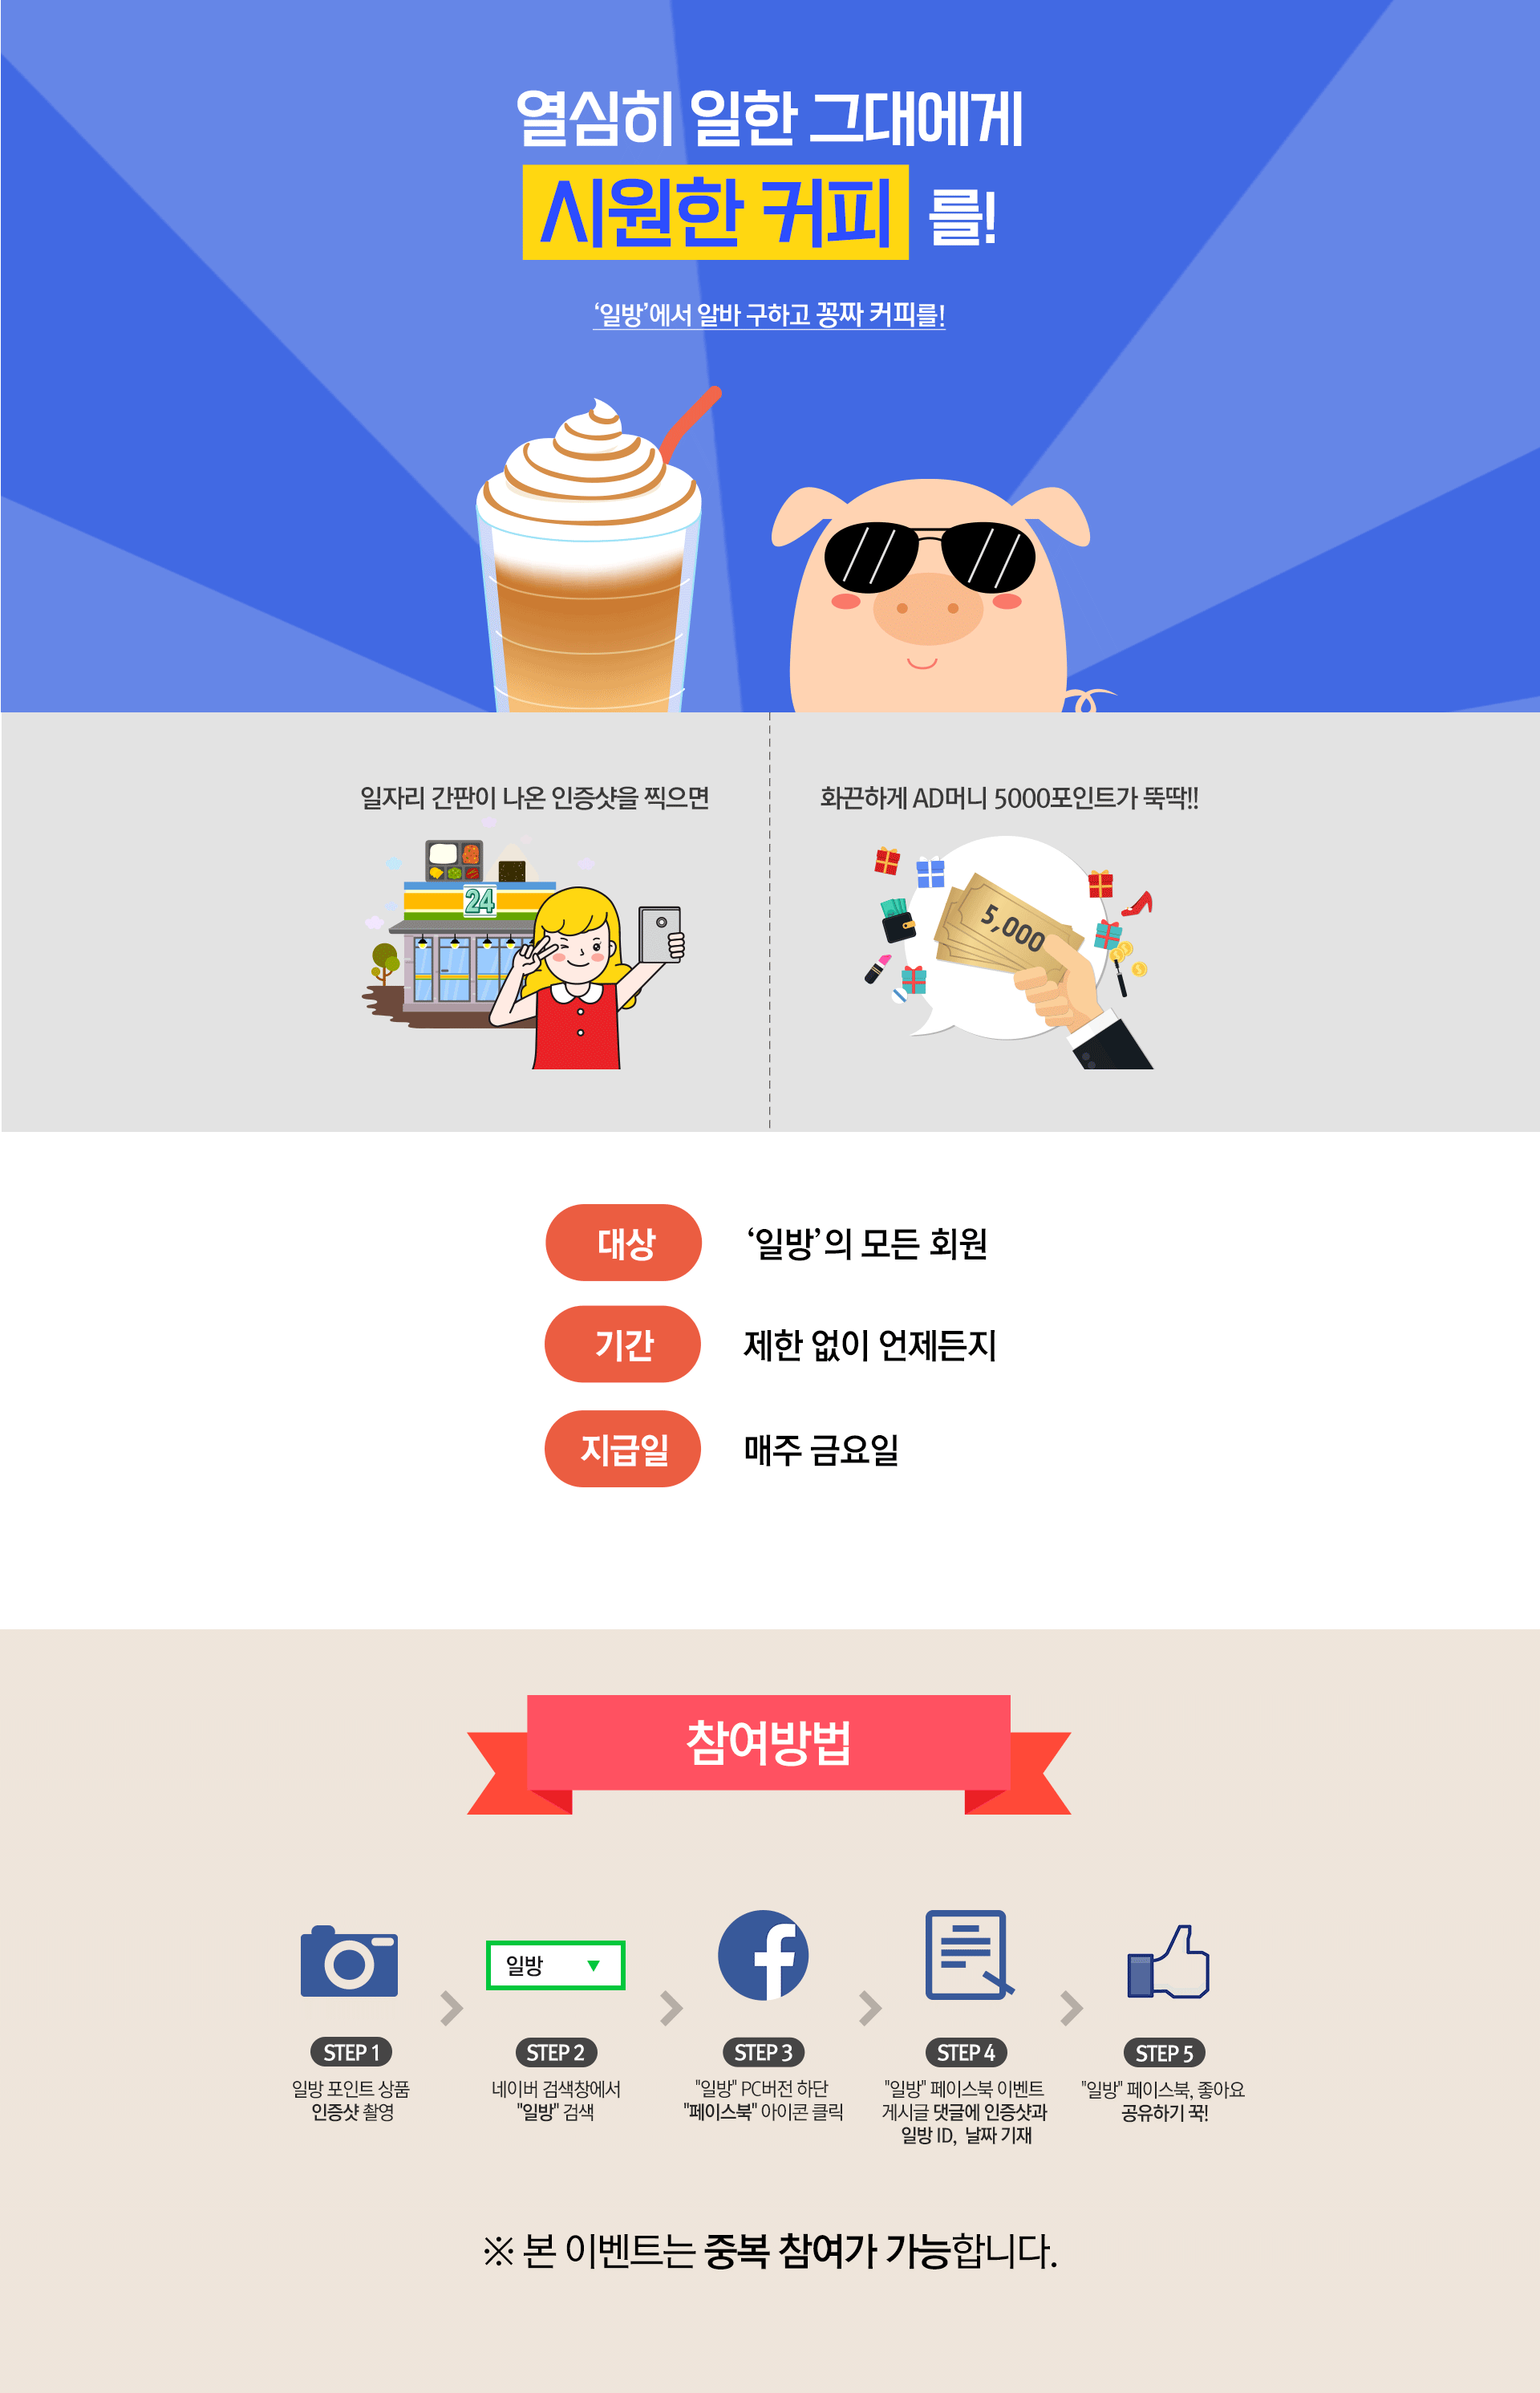 열심히 일한 그대에게
시원한 커피 를!
‘일방’에서 알바 구하고 꽁짜 커피를!
일자리 간판이 나온 인증샷을 찍으면
24
화끈하게 AD머니 5000포인트가 뚝딱!!
5,000
대상 ‘일방’의 모든 회원
기간 제한 없이 언제든지
지급일 매주 금요일
참여방법
일방
STEP 1
일방 포인트 상품
인증샷 촬영
STEP 2
네이버 검색창에서
"일방" 검색
STEP 3
"일방" PC버전 하단
"페이스북" 아이콘 클릭
STEP 4
"일방" 페이스북 이벤트
게시글 댓글에 인증샷과
일방 ID, 날짜 기재
STEP 5
"일방" 페이스북, 좋아요
공유하기 꾹!
※ 본 이벤트는 중복 참여가 가능합니다.